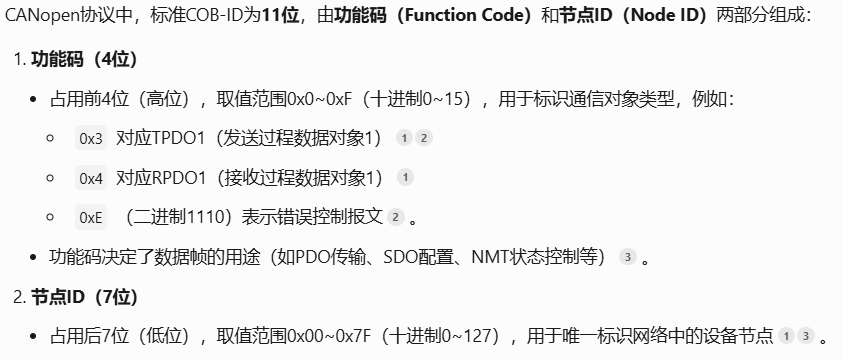 CANopen协议中，标准COB-ID为11位，由功能码（Function Code）和节点ID（Node ID）两部分组成：
1. 功能码（4位）
占用前4位（高位），取值范围0x0~0xF（十进制0~15），用于标识通信对象类型，例如：
0x3 对应TPDO1（发送过程数据对象1） 1 2
0x4 对应RPDO1（接收过程数据对象1） 1
0xE （二进制1110）表示错误控制报文 2 。
功能码决定了数据帧的用途（如PDO传输、SDO配置、NMT状态控制等） 3 。
2. 节点ID（7位）
占用后7位（低位），取值范围0x00~0x7F（十进制0~127），用于唯一标识网络中的设备节点 1 3 。